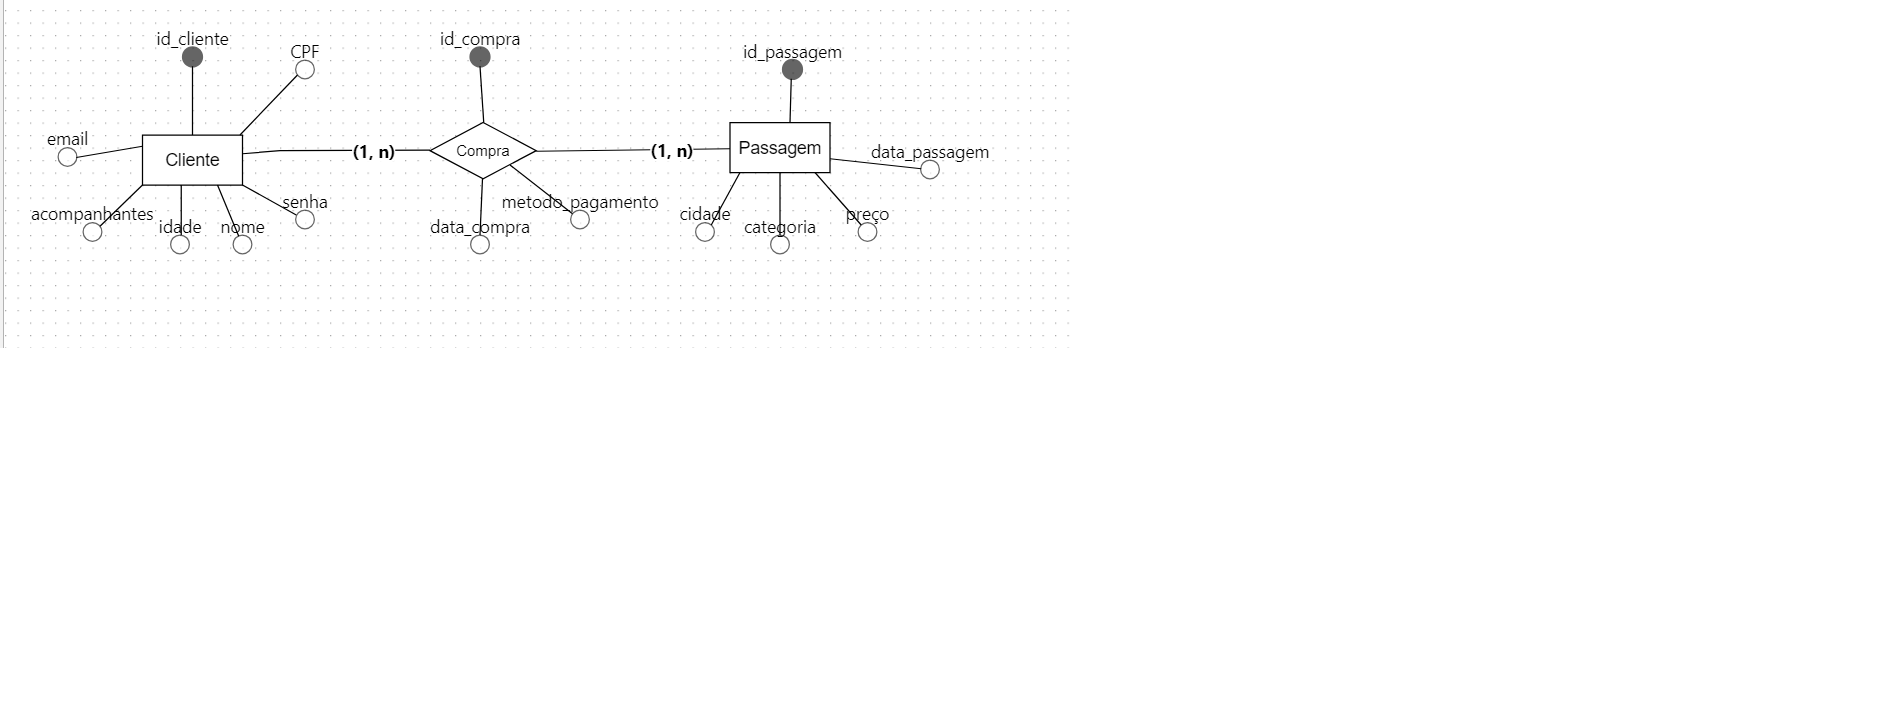 id_cliente
CPF
id_compra
id_passagem
email
Cliente
(1, n)
Compra
(1, n)
Passagem
data_passagem
acompanhantes
idade
nome
senha
data_compra
metodo_pagamento
cidade
categoria
preço